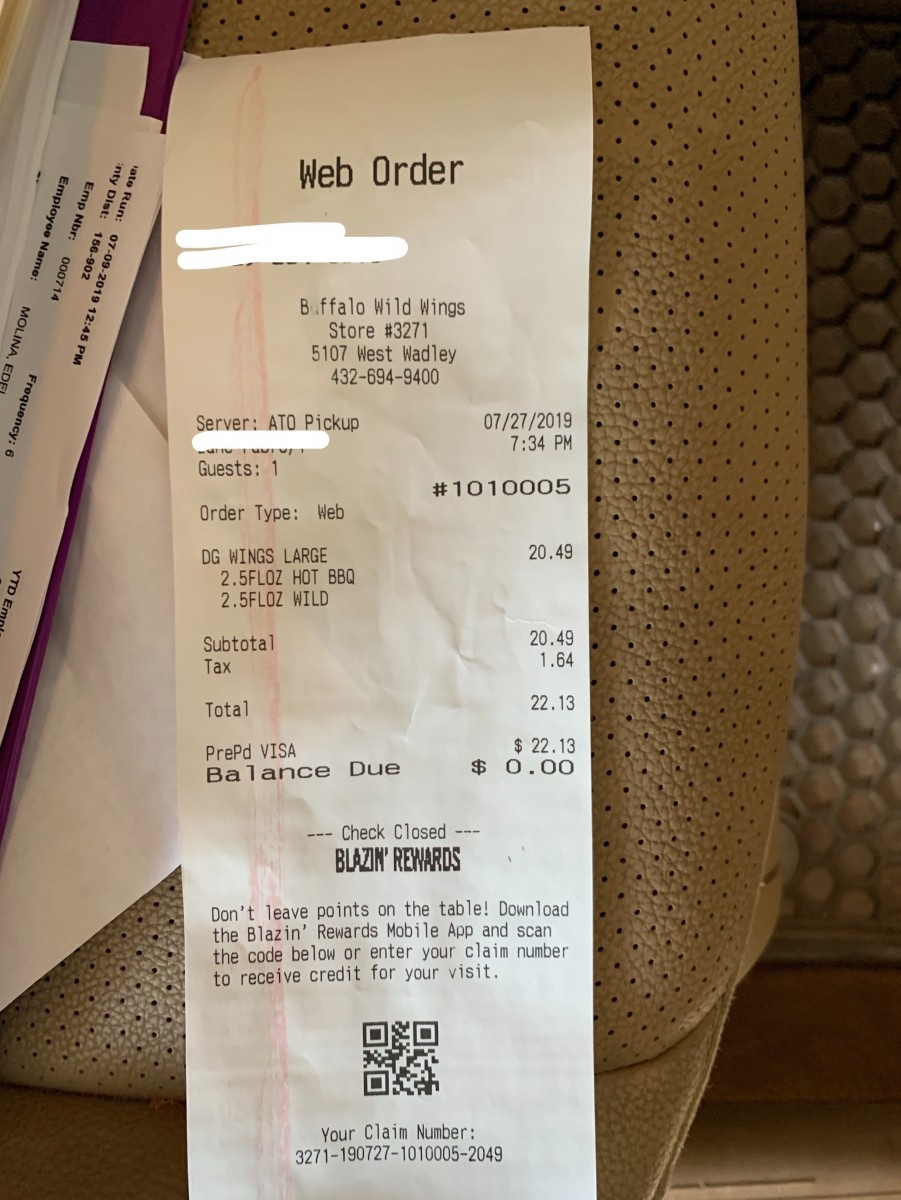 Web Order
B ffalo Wild Wings
Store #3271
5107 West Wadley
432-694-9400
Server: ATO Pickup 07/27/2019
7:34 PM
Guests: 1
#1010005
Order Type: Web
DG WINGS LARGE 20.49
2.5FLOZ HOT BBQ
2.5FLOZ WILD
Subtotal 20.49
Tax 1.64
Total 22.13
PrePd VISA $ 22.13
Balance Due $ 0.00
--- Check Closed ---
BLAZIN' REWARDS
Don't leave points on the table! Download
the Blazin' Rewards Mobile App and scan
the code below or enter your claim number
to receive credit for your visit.
Your Claim Number:
3271-190727-1010005-2049
Run: 07-09-2019 12:45 PM
Dist: 156-902
Emp Nbr: 000714
Employee Name: MOLINA,
Frequency: 6
YTD